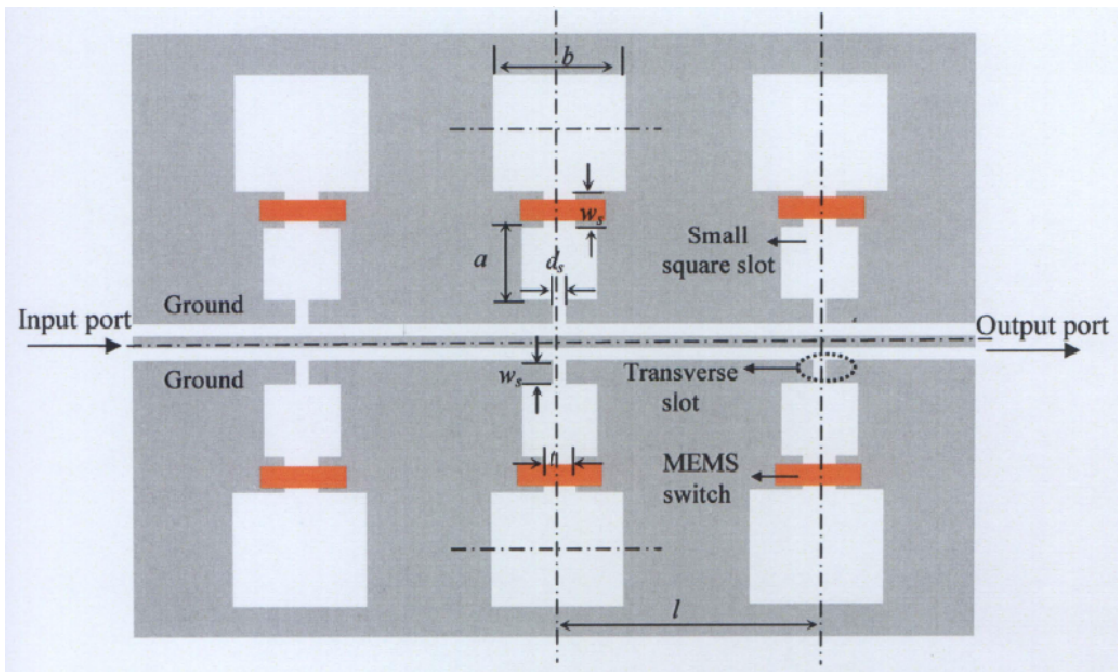 b
w_s
Small
square slot
a
d_s
Ground
Input port
Output port
Ground
w_s
Transverse
slot
MEMS
switch
l